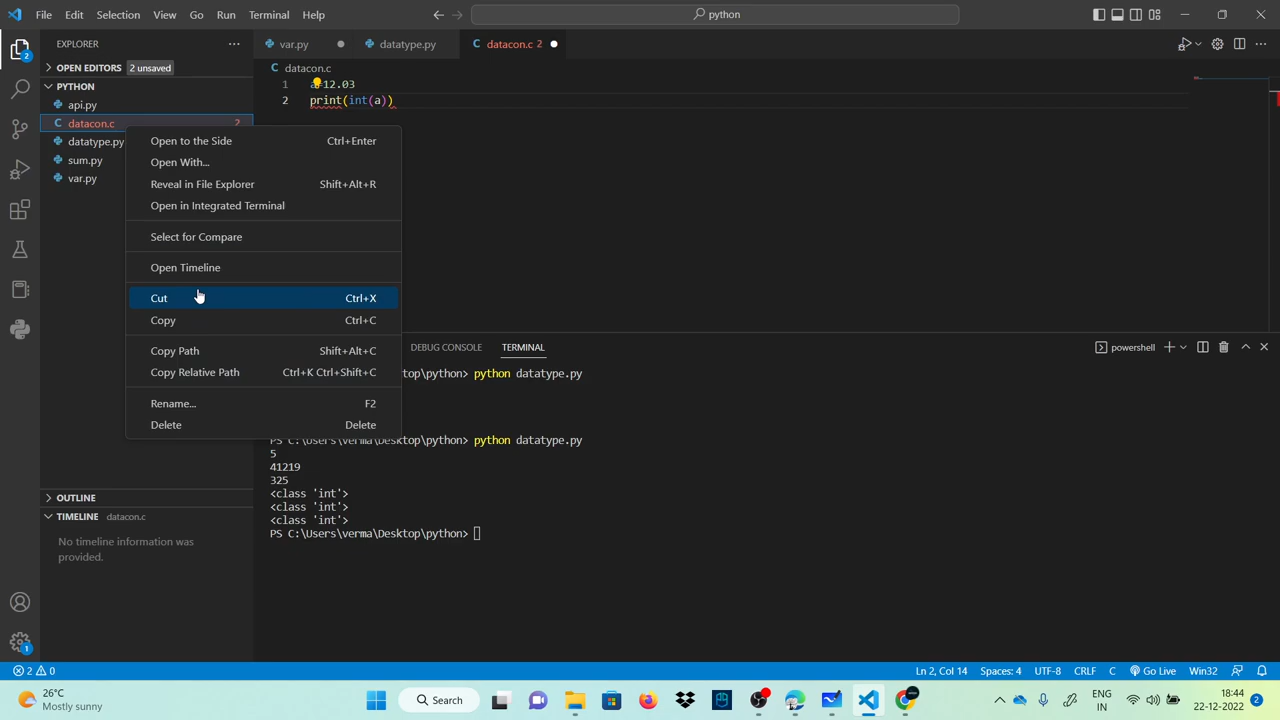 File Edit Selection View Go Run Terminal Help
python
EXPLORER
OPEN EDITORS 2 unsaved
PYTHON
api.py
datacon.c 2
datatype.py
sum.py
var.py
Open to the Side Ctrl+Enter
Open With...
Reveal in File Explorer Shift+Alt+R
Open in Integrated Terminal
Select for Compare
Open Timeline
Cut Ctrl+X
Copy Ctrl+C
Copy Path Shift+Alt+C
Copy Relative Path Ctrl+K Ctrl+Shift+C
Rename... F2
Delete Delete
var.py datatype.py datacon.c 2
datacon.c
1 a=12.03
2 print(int(a))
DEBUG CONSOLE TERMINAL
powershell
top\python> python datatype.py
PS C:\Users\verma\Desktop\python> python datatype.py
5
41219
325
<class 'int'>
<class 'int'>
<class 'int'>
PS C:\Users\verma\Desktop\python>
OUTLINE
TIMELINE datacon.c
No timeline information was
provided.
2
1
2 0
Ln 2, Col 14 Spaces: 4 UTF-8 CRLF C Go Live Win32
26°C
Mostly sunny
Search
ENG
IN
18:44
22-12-2022
2